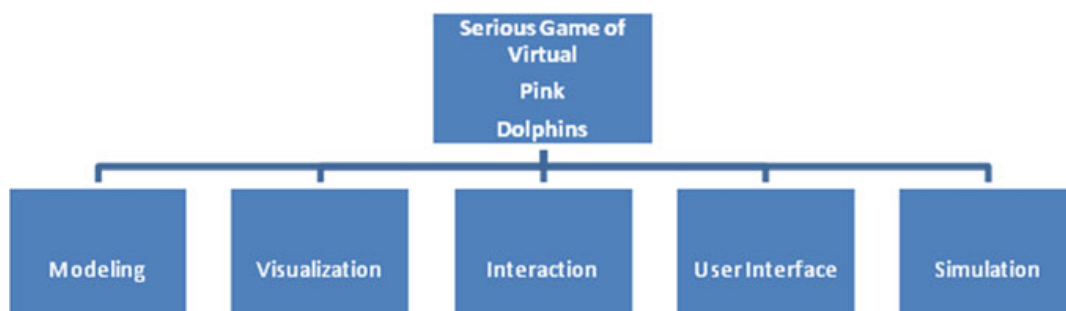 Serious Game of
Virtual
Pink
Dolphins
Modeling
Visualization
Interaction
User Interface
Simulation